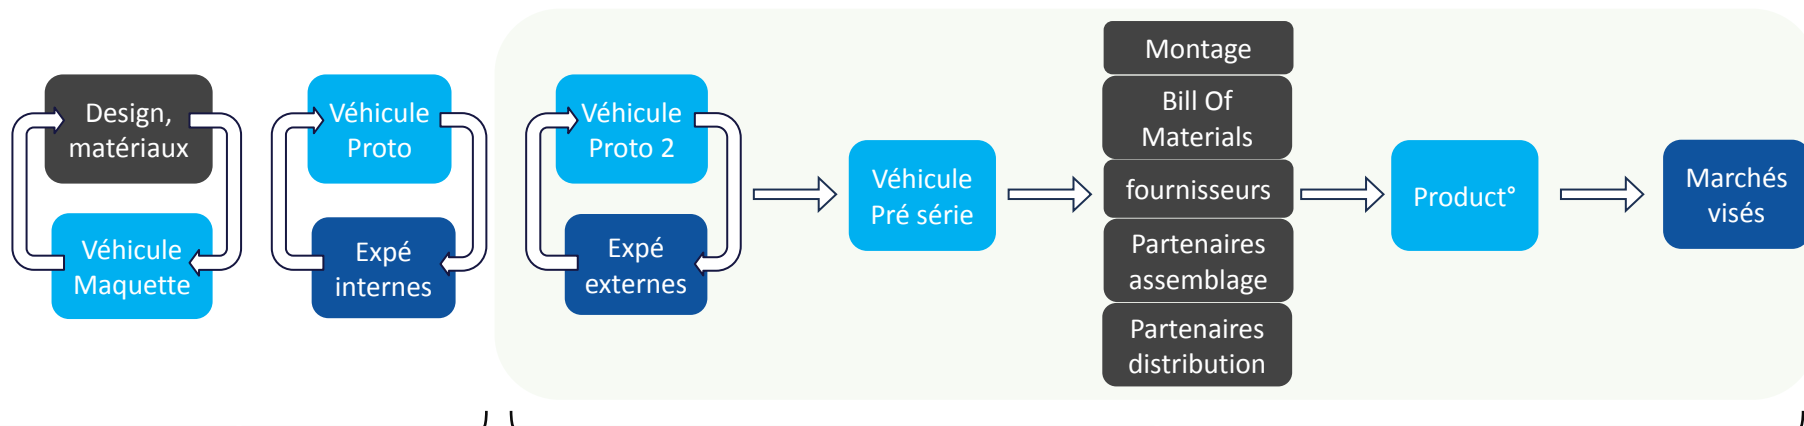 Design,
matériaux
Véhicule
Maquette
Véhicule
Proto
Expé
internes
Véhicule
Proto 2
Expé
externes
Véhicule
Pré série
Montage
Bill Of
Materials
fournisseurs
Partenaires
assemblage
Partenaires
distribution
Product°
Marchés
visés